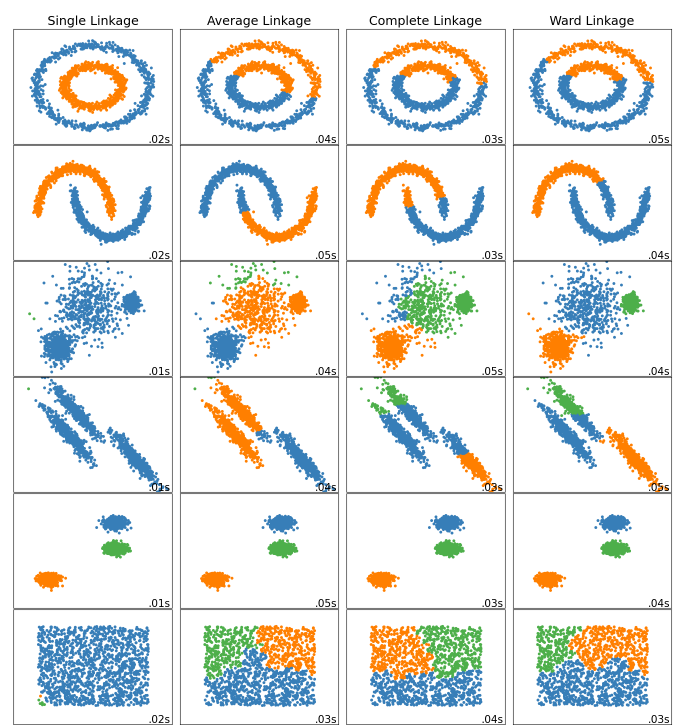 Single Linkage Average Linkage Complete Linkage Ward Linkage
.02s .04s .03s .05s
.02s .05s .03s .04s
.01s .04s .05s .04s
.01s .04s .03s .05s
.01s .05s .03s .04s
.02s .03s .04s .03s